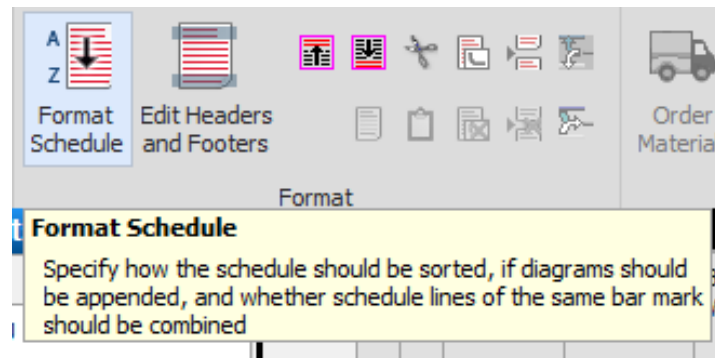 A
Z
Format
Schedule
Edit Headers
and Footers
Order
Materia
Format
Format Schedule
Specify how the schedule should be sorted, if diagrams should
be appended, and whether schedule lines of the same bar mark
should be combined